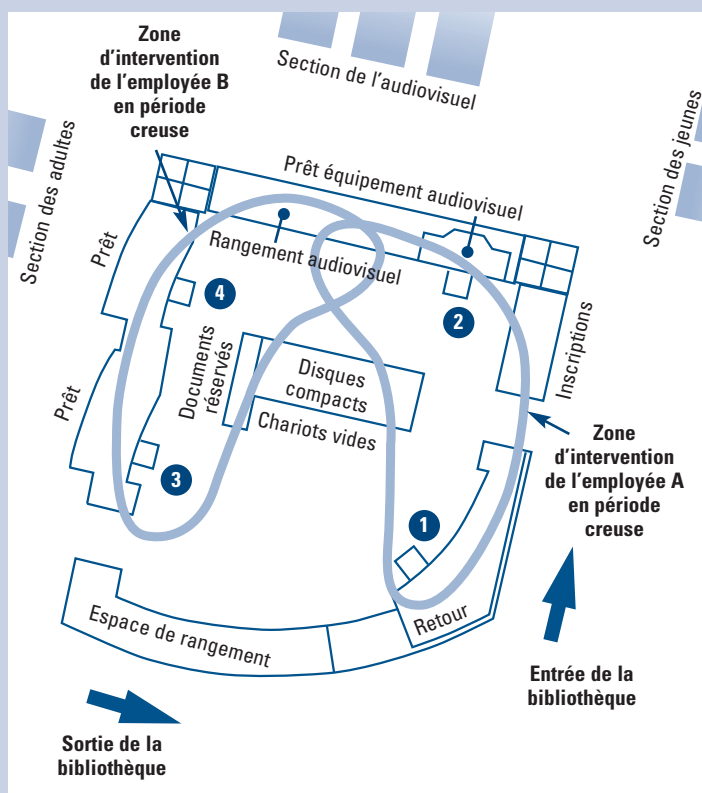 Zone
d'intervention
de l'employée B
en période
creuse
Section de l'audiovisuel
Section des jeunes
Section des adultes
Prêt équipement audiovisuel
Rangement audiovisuel
Prêt
4
2
Inscriptions
Documents
réservés
Disques
compacts
Chariots vides
Prêt
3
Zone
d'intervention
de l'employée A
en période
creuse
1
Retour
Espace de rangement
Entrée de la
bibliothèque
Sortie de la
bibliothèque